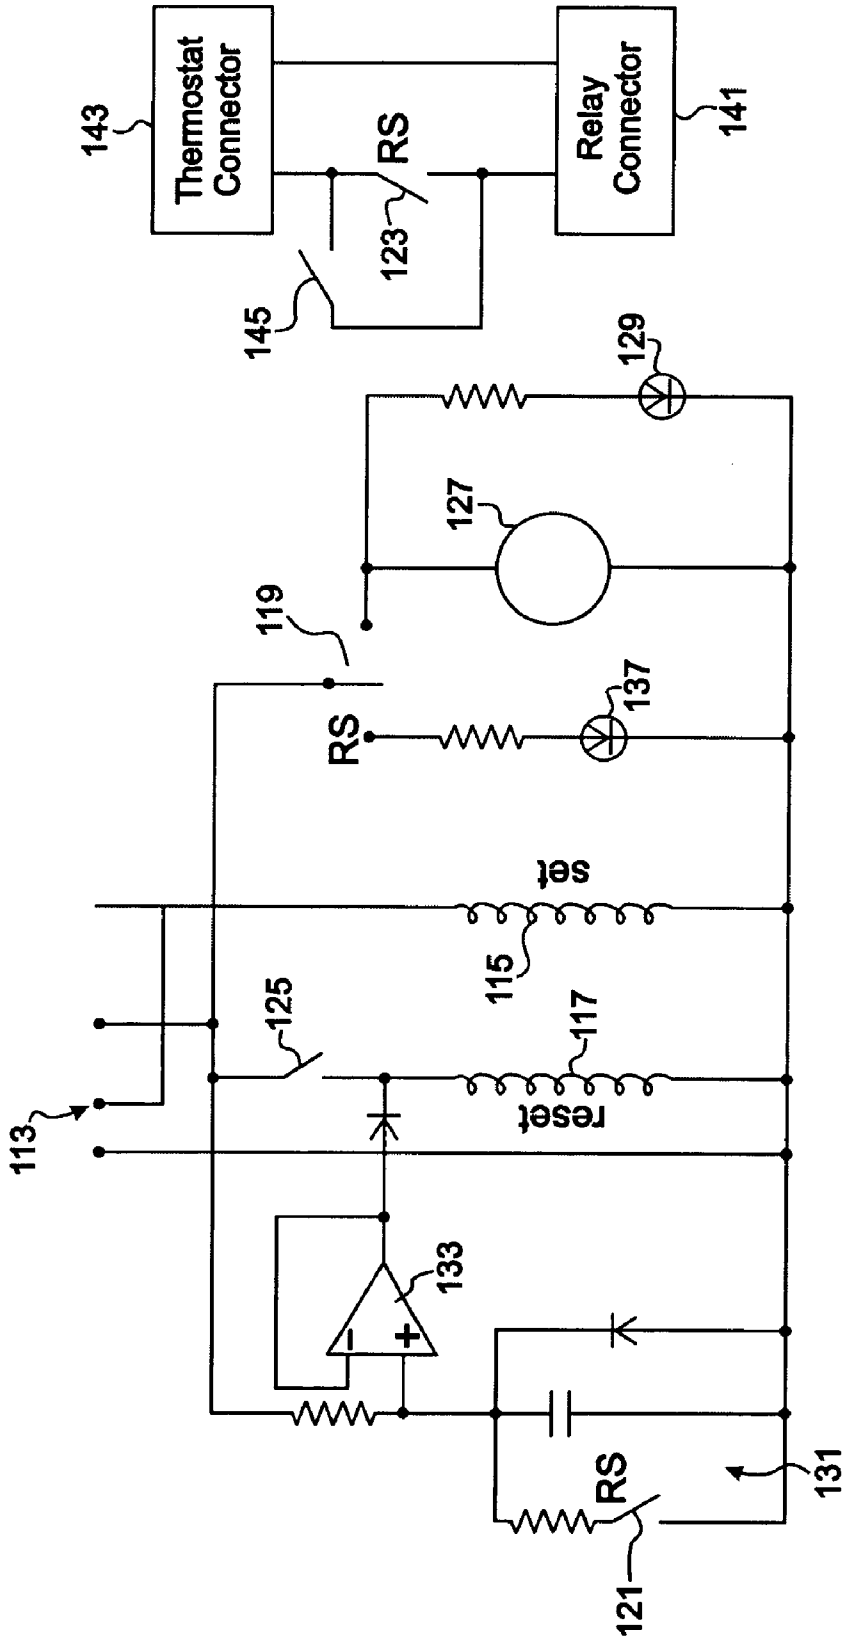 143
Thermostat
Connector
RS
123
145
Relay
Connector
141
129
127
119
RS
137
set
115
125
117
reset
113
133
-
+
RS
121
131